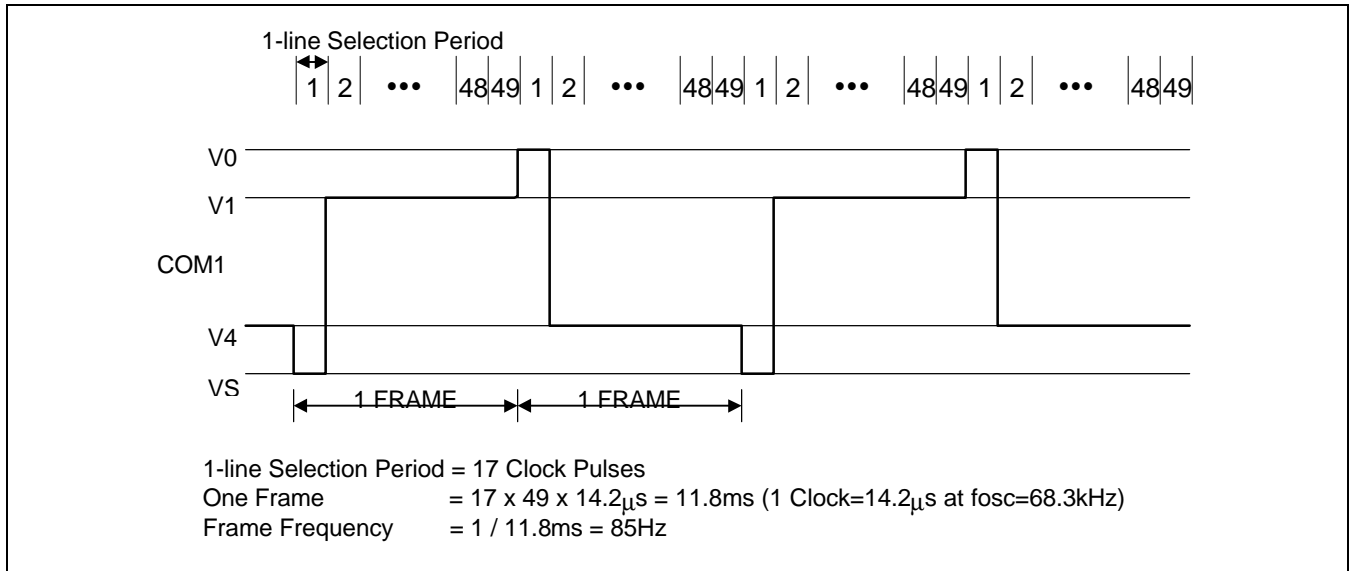 1-line Selection Period
1 2 ••• 48 49 1 2 ••• 48 49 1 2 ••• 48 49 1 2 ••• 48 49
V0
V1
COM1
V4
VS
1 FRAME 1 FRAME
1-line Selection Period = 17 Clock Pulses
One Frame = 17 x 49 x 14.2μs = 11.8ms (1 Clock=14.2μs at fosc=68.3kHz)
Frame Frequency = 1 / 11.8ms = 85Hz